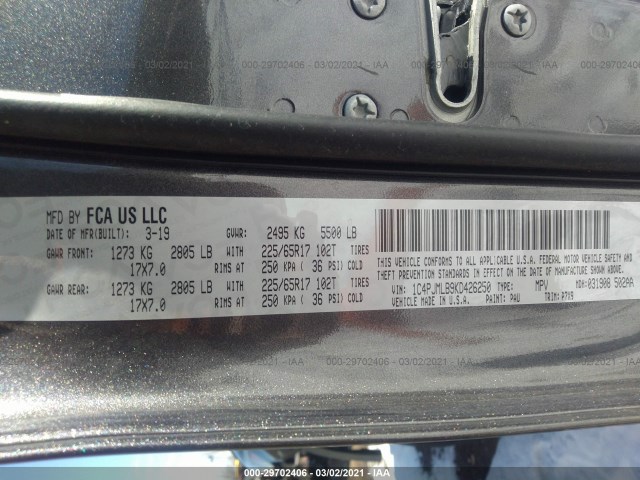 000-29702406 - 03/02/2021 - IAA
MFD BY FCA US LLC
DATE OF MFR(BUILT): 3-19 GVWR: 2495 KG 5500 LB
GAWR FRONT: 1273 KG 2805 LB WITH 225/65R17 102T TIRES
17X7.0 RIMS AT 250 KPA ( 36 PSI) COLD
GAWR REAR: 1273 KG 2805 LB WITH 225/65R17 102T TIRES
17X7.0 RIMS AT 250 KPA ( 36 PSI) COLD
THIS VEHICLE CONFORMS TO ALL APPLICABLE U.S.A. FEDERAL MOTOR VEHICLE SAFETY AND
THEFT PREVENTION STANDARDS IN EFFECT ON THE DATE OF MANUFACTURE SHOWN ABOVE.
VIN: 1C4PJMLB9KD426250 TYPE: MPV MDH: 031908 502AA
VEHICLE MADE IN U.S.A. PAINT: PAU TRIM:
000-29702406 - 03/02/2021 - IAA